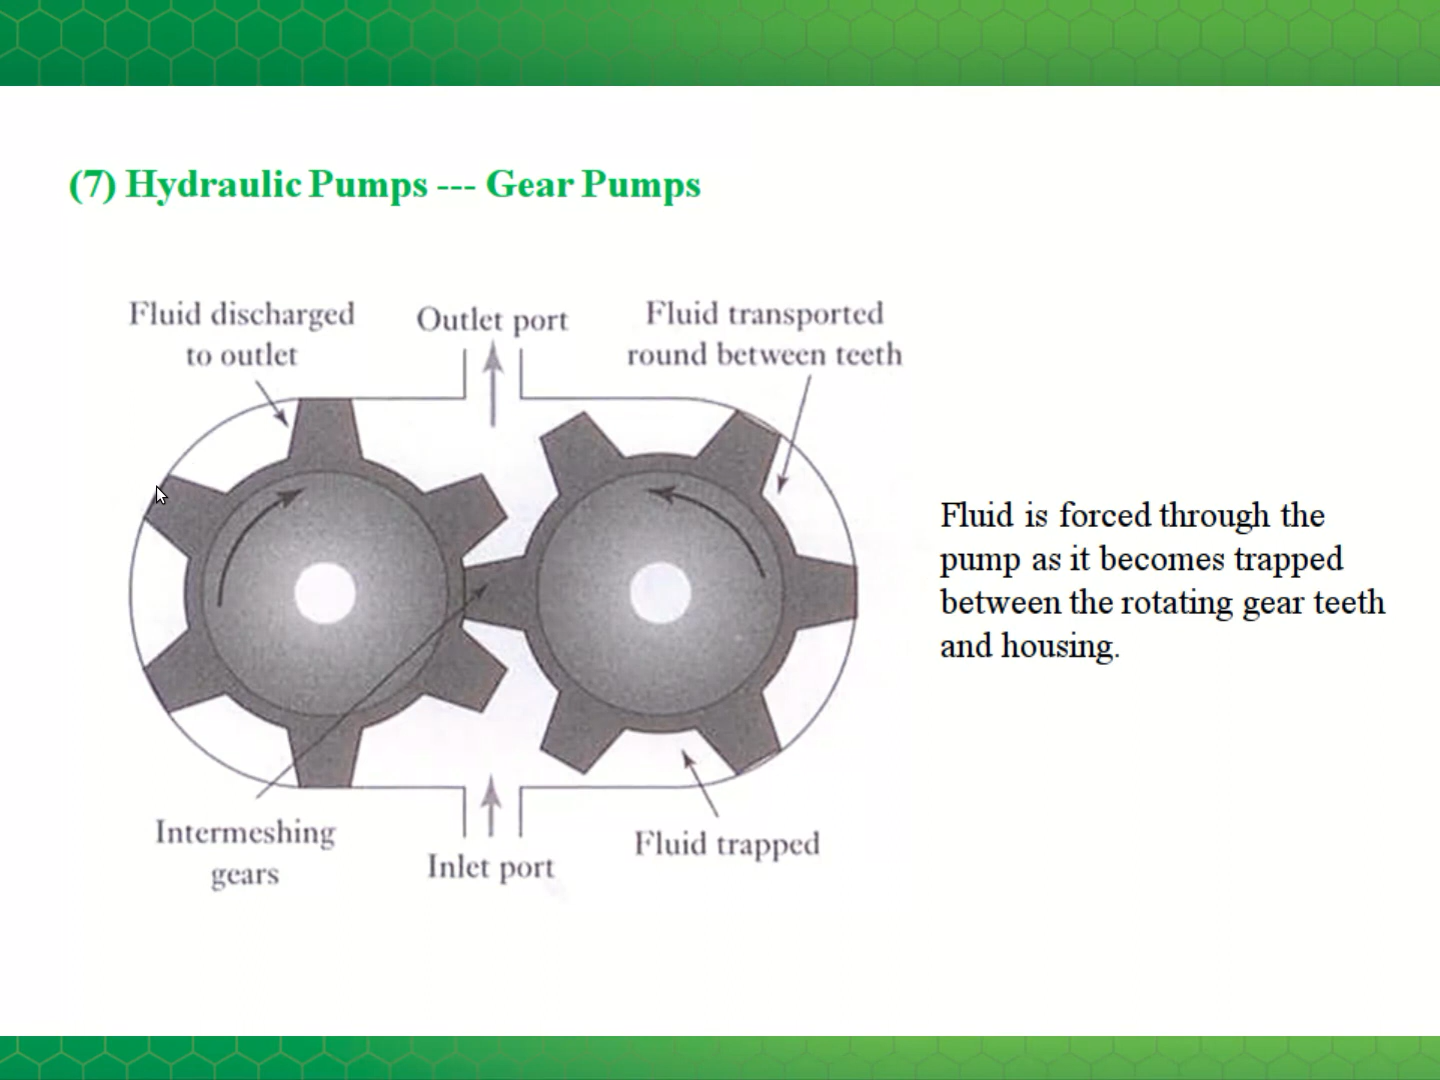 (7) Hydraulic Pumps --- Gear Pumps
Fluid discharged
to outlet
Outlet port
Fluid transported
round between teeth
Fluid is forced through the
pump as it becomes trapped
between the rotating gear teeth
and housing.
Intermeshing
gears
Inlet port
Fluid trapped